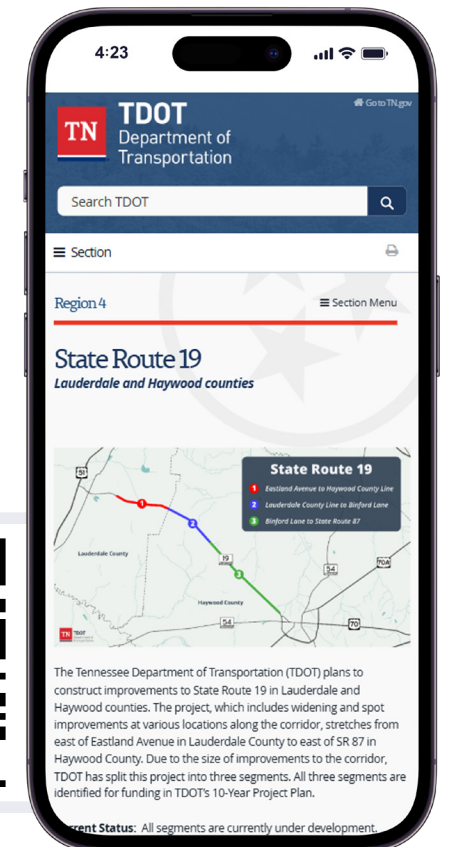 4:23
Go to TN.gov
TN
TDOT
Department of
Transportation
Search TDOT
Section
Region 4
Section Menu
State Route 19
Lauderdale and Haywood counties
State Route 19
1 Eastland Avenue to Haywood County Line
2 Lauderdale County Line to Binford Lane
3 Binford Lane to State Route 87
51
1
2
Lauderdale County
19
3
54
70A
Haywood County
54
70
TN TDOT
The Tennessee Department of Transportation (TDOT) plans to
construct improvements to State Route 19 in Lauderdale and
Haywood counties. The project, which includes widening and spot
improvements at various locations along the corridor, stretches from
east of Eastland Avenue in Lauderdale County to east of SR 87 in
Haywood County. Due to the size of improvements to the corridor,
TDOT has split this project into three segments. All three segments are
identified for funding in TDOT's 10-Year Project Plan.
rent Status: All segments are currently under development.